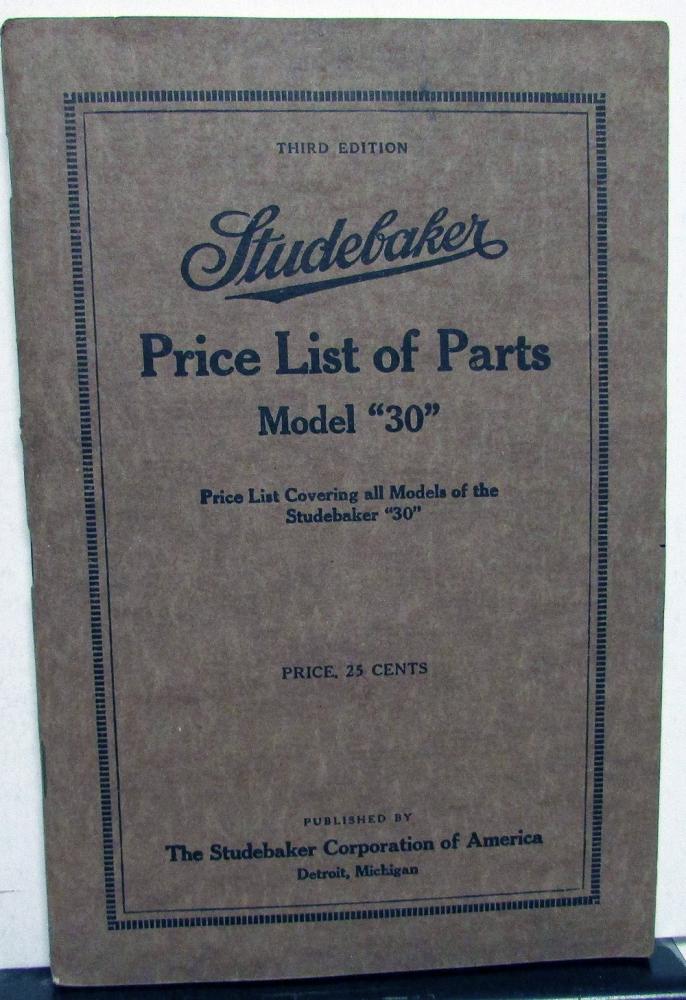 THIRD EDITION
Studebaker
Price List of Parts
Model "30"
Price List Covering all Models of the
Studebaker "30"
PRICE, 25 CENTS
PUBLISHED BY
The Studebaker Corporation of America
Detroit, Michigan